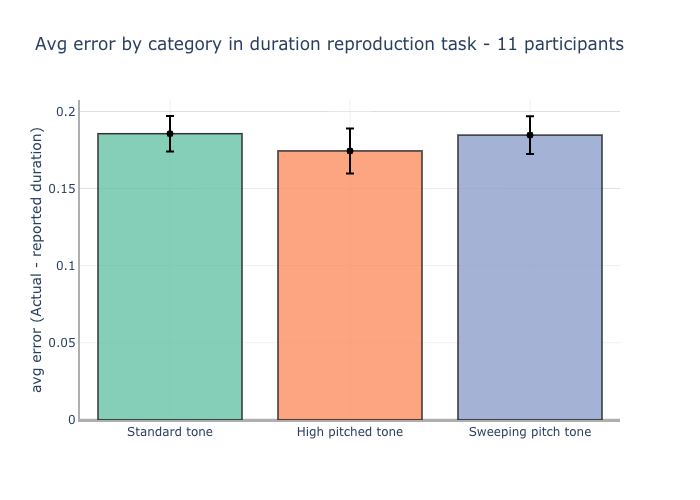 Avg error by category in duration reproduction task - 11 participants
avg error (Actual - reported duration)
0.2
0.15
0.1
0.05
0
Standard tone
High pitched tone
Sweeping pitch tone